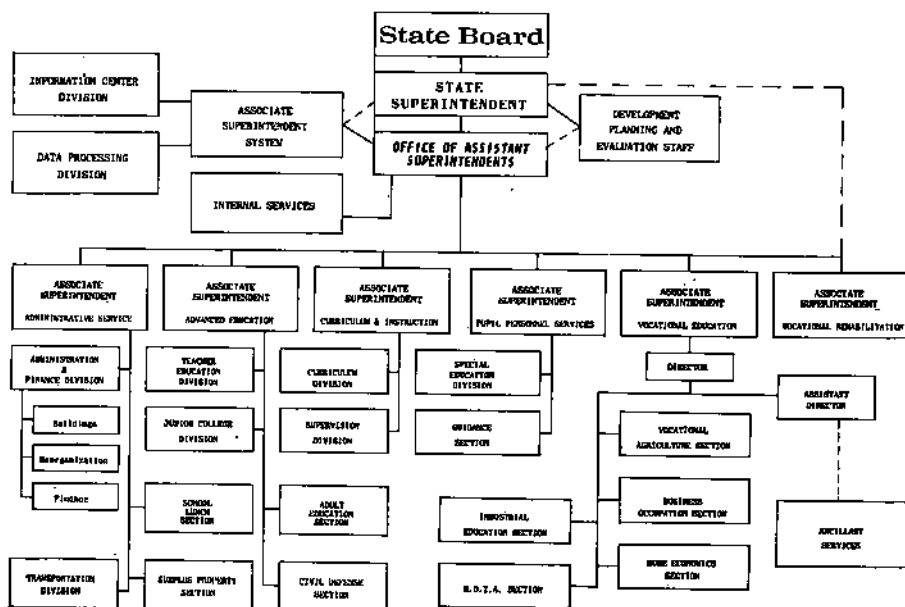 State Board
STATE
SUPERINTENDENT
INFORMATION CENTER
DIVISION
ASSOCIATE
SUPERINTENDENT
SYSTEM
DEVELOPMENT
PLANNING AND
EVALUATION STAFF
DATA PROCESSING
DIVISION
OFFICE OF ASSISTANT
SUPERINTENDENTS
INTERNAL SERVICES
ASSOCIATE
SUPERINTENDENT
ADMINISTRATIVE SERVICE
ASSOCIATE
SUPERINTENDENT
ADVANCED EDUCATION
ASSOCIATE
SUPERINTENDENT
CURRICULUM & INSTRUCTION
ASSOCIATE
SUPERINTENDENT
PUPIL PERSONNEL SERVICES
ASSOCIATE
SUPERINTENDENT
VOCATIONAL EDUCATION
ASSOCIATE
SUPERINTENDENT
VOCATIONAL REHABILITATION
ADMINISTRATION
&
FINANCE DIVISION
Buildings
Reorganization
Finance
TRANSPORTATION
DIVISION
TEACHER
EDUCATION
DIVISION
JUNIOR COLLEGE
DIVISION
SCHOOL
LUNCH
SECTION
SURPLUS PROPERTY
SECTION
CURRICULUM
DIVISION
SUPERVISION
DIVISION
ADULT
EDUCATION
SECTION
CIVIL DEFENSE
SECTION
SPECIAL
EDUCATION
DIVISION
GUIDANCE
SECTION
DIRECTOR
ASSISTANT
DIRECTOR
VOCATIONAL
AGRICULTURE SECTION
BUSINESS
OCCUPATION SECTION
INDUSTRIAL
EDUCATION SECTION
HOME ECONOMICS
SECTION
M.D.T.A. SECTION
ANCILLARY
SERVICES